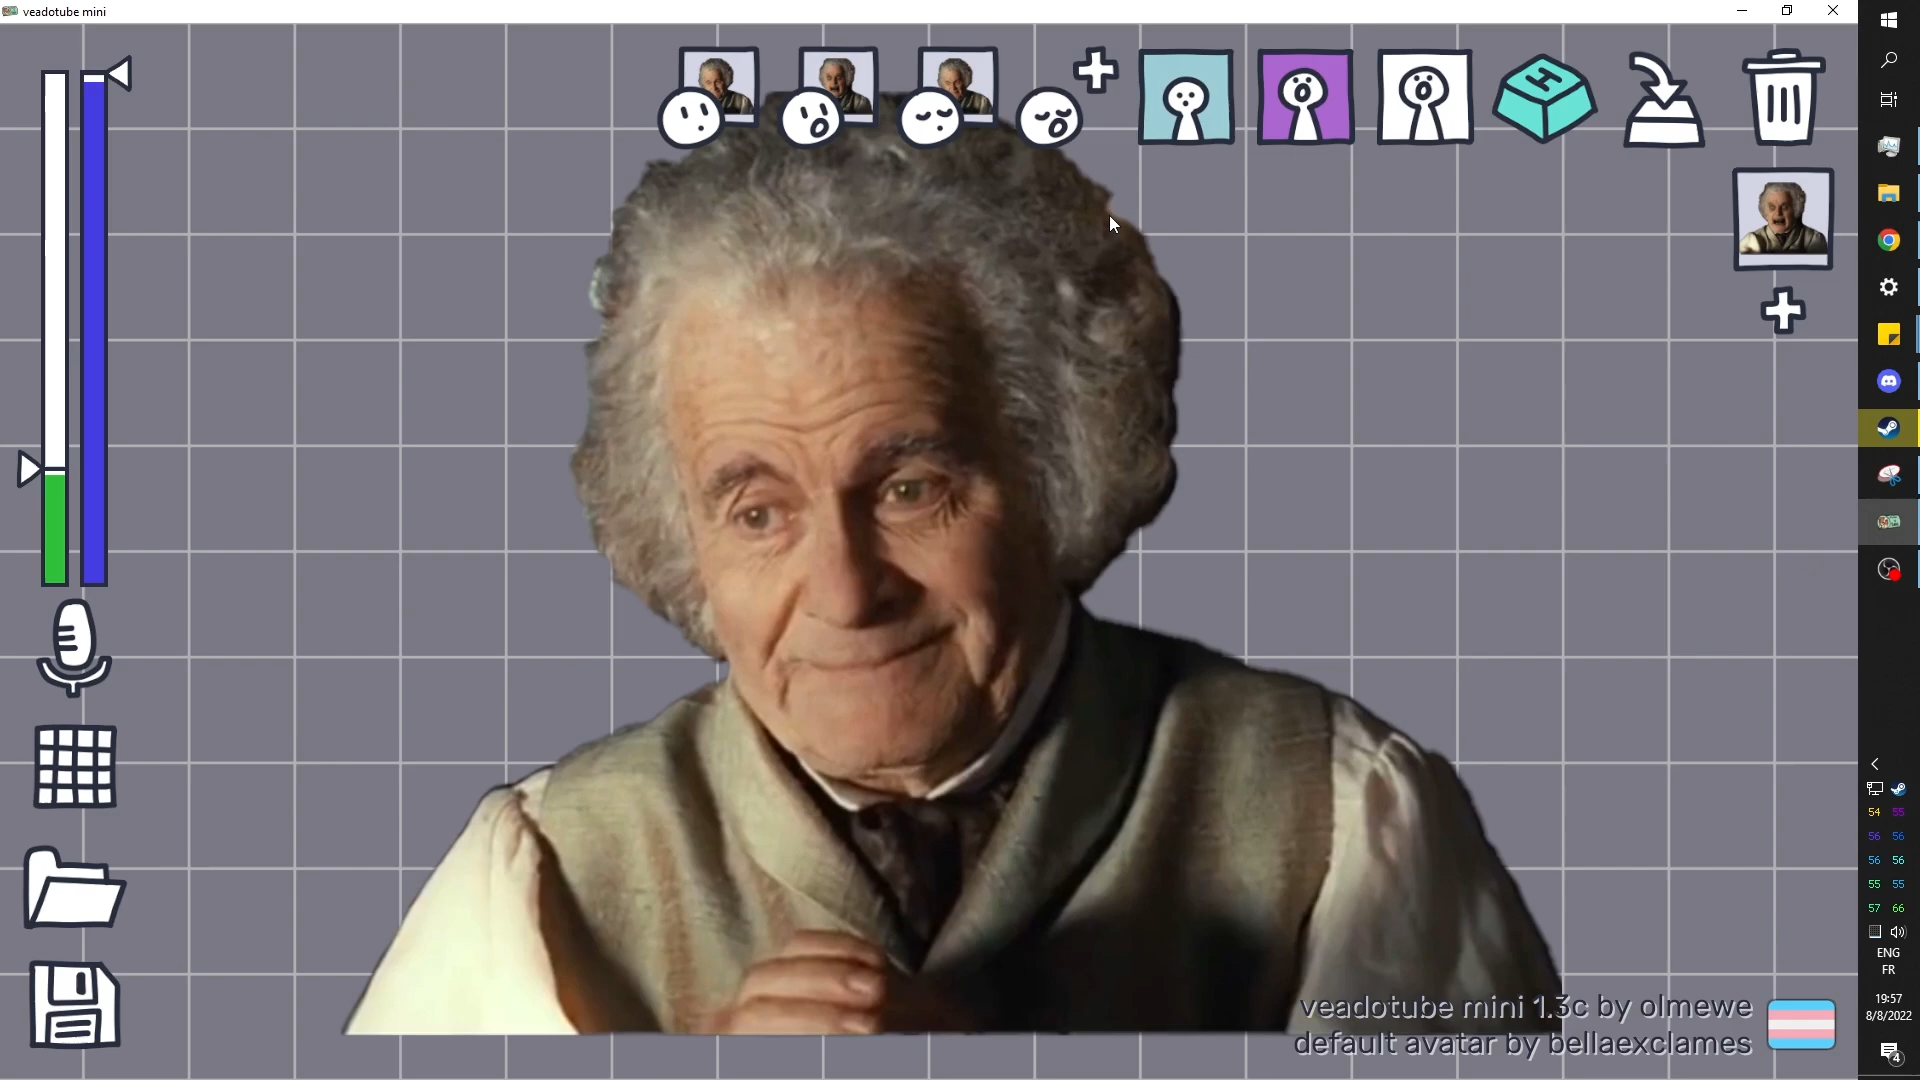 veadotube mini
54 55
56 56
56 56
55 55
57 66
ENG
FR
19:57
8/8/2022
4
H
veadotube mini 1.3c by olmewe
default avatar by bellaexclames